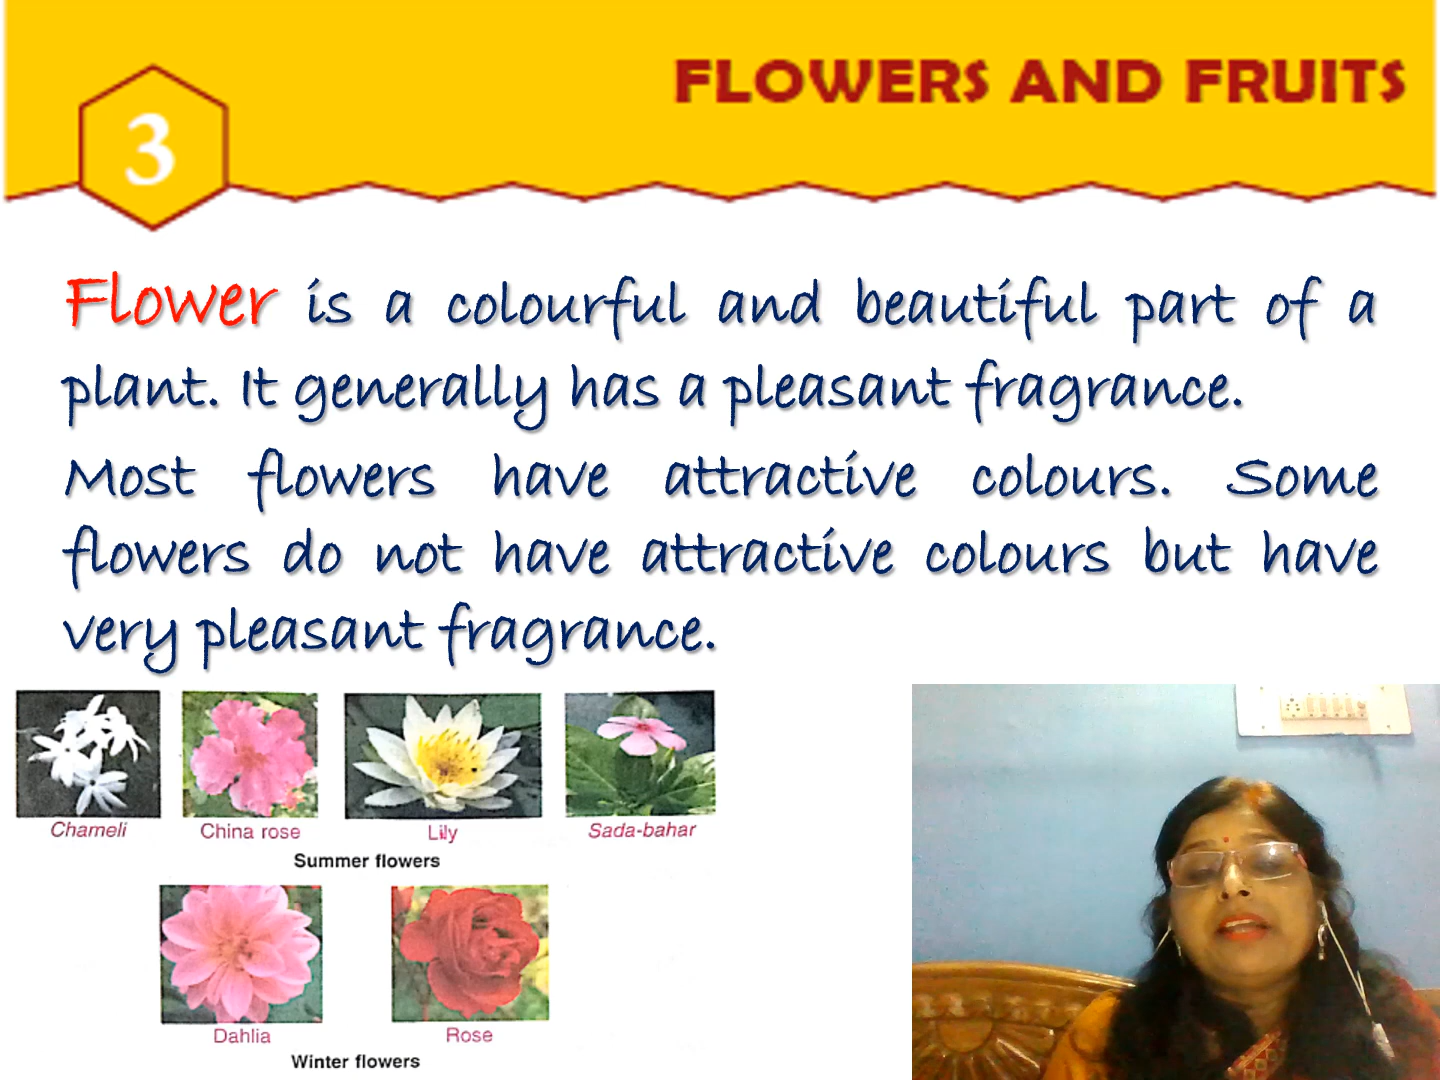 FLOWERS AND FRUITS
3
Flower is a colourful and beautiful part of a
plant. It generally has a pleasant fragrance.
Most flowers have attractive colours. Some
flowers do not have attractive colours but have
very pleasant fragrance.
Chameli China rose Lily Sada-bahar
Summer flowers
Dahlia Rose
Winter flowers